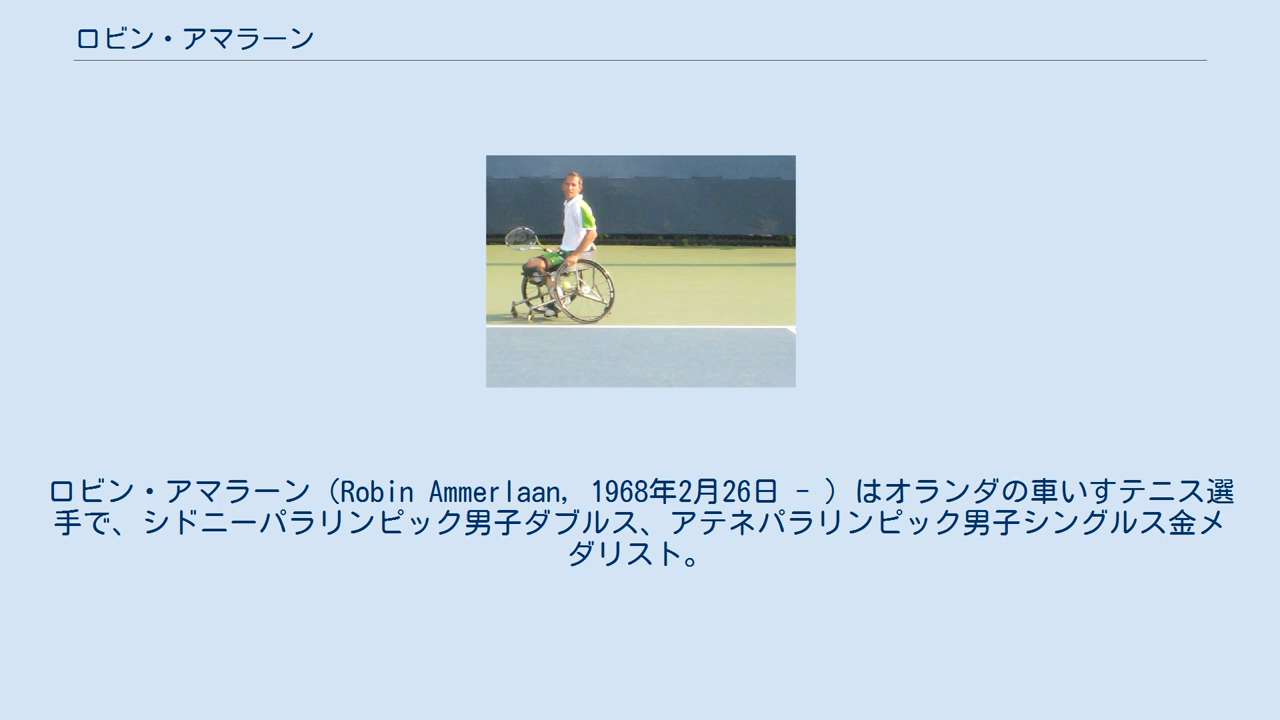 ロビン・アマラーン
ロビン・アマラーン（Robin Ammerlaan, 1968年2月26日 - ）はオランダの車いすテニス選
手で、シドニーパラリンピック男子ダブルス、アテネパラリンピック男子シングルス金メ
ダリスト。